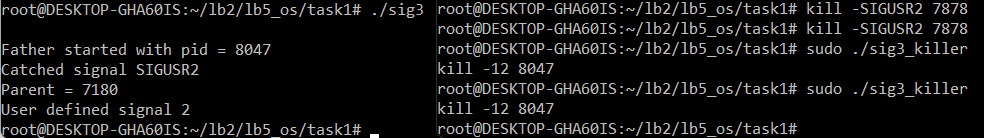 root@DESKTOP-GHA60IS:~/lb2/lb5_os/task1# ./sig3
Father started with pid = 8047
Catched signal SIGUSR2
Parent = 7180
User defined signal 2
root@DESKTOP-GHA60IS:~/lb2/lb5_os/task1#
root@DESKTOP-GHA60IS:~/lb2/lb5_os/task1# kill -SIGUSR2 7878
root@DESKTOP-GHA60IS:~/lb2/lb5_os/task1# kill -SIGUSR2 7878
root@DESKTOP-GHA60IS:~/lb2/lb5_os/task1# sudo ./sig3_killer
kill -12 8047
root@DESKTOP-GHA60IS:~/lb2/lb5_os/task1# sudo ./sig3_killer
kill -12 8047
root@DESKTOP-GHA60IS:~/lb2/lb5_os/task1#